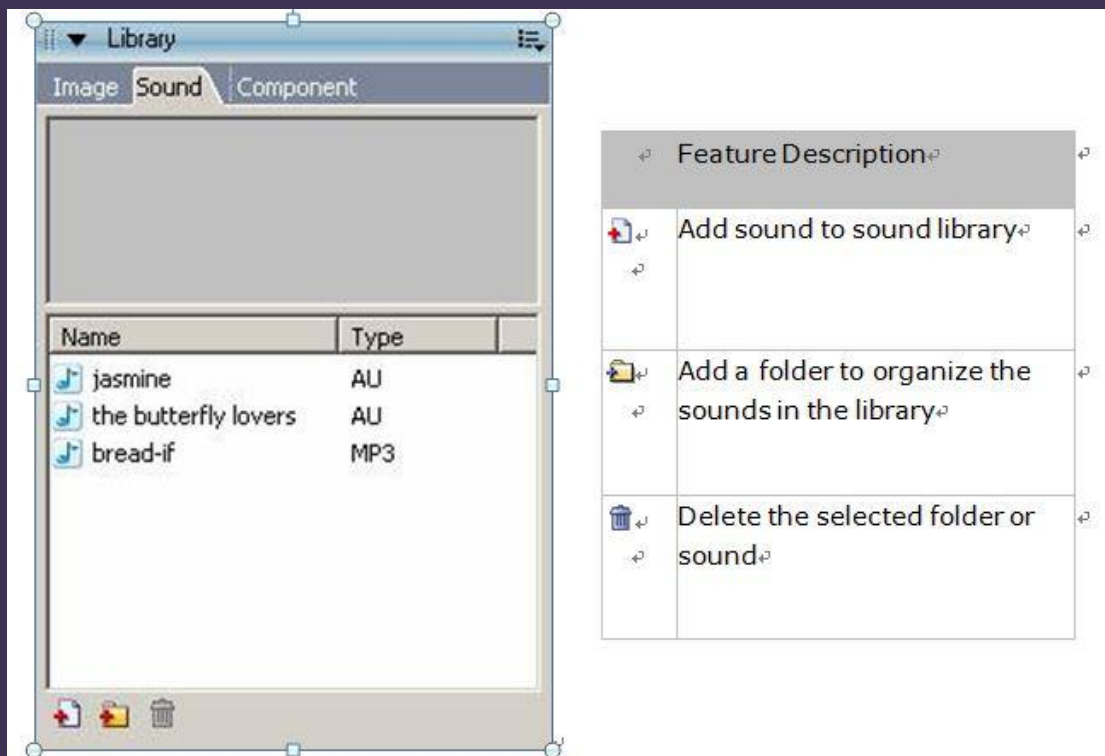 Library
Image Sound Component
Name Type
jasmine AU
the butterfly lovers AU
bread-if MP3
Feature Description
Add sound to sound library
Add a folder to organize the
sounds in the library
Delete the selected folder or
sound